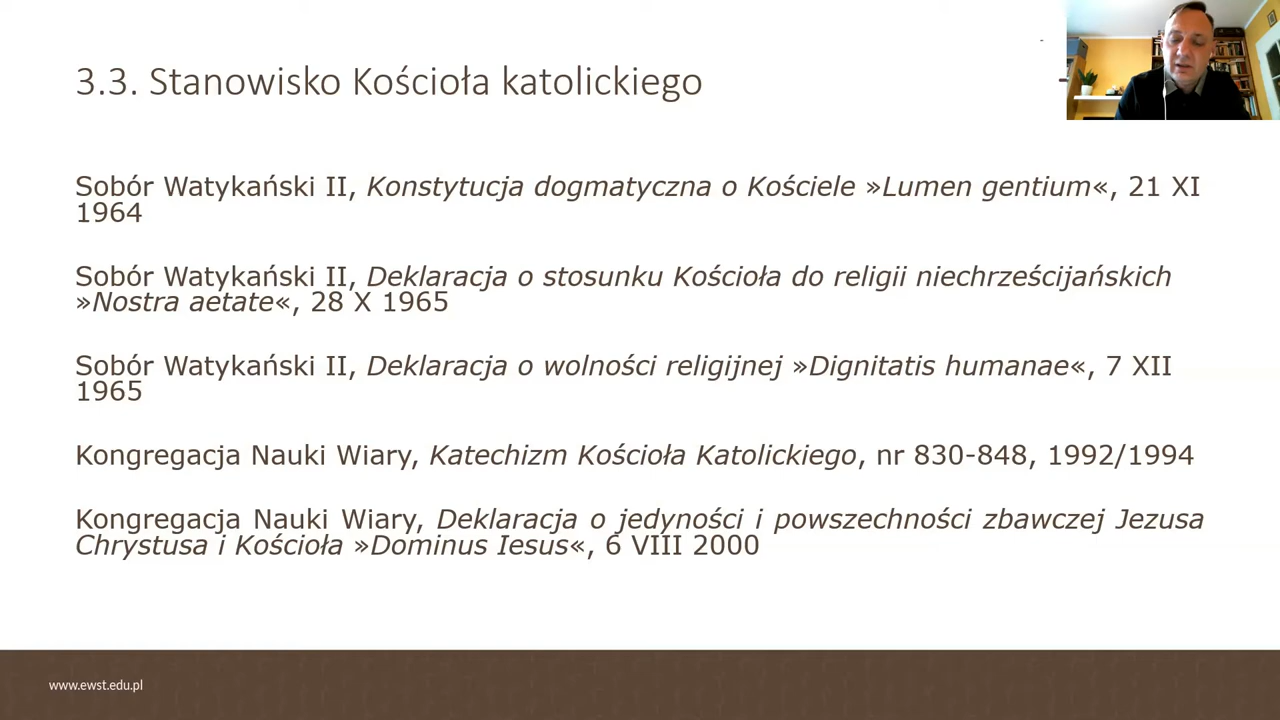 3.3. Stanowisko Kościoła katolickiego
Sobór Watykański II, Konstytucja dogmatyczna o Kościele »Lumen gentium«, 21 XI
1964
Sobór Watykański II, Deklaracja o stosunku Kościoła do religii niechrześcijańskich
»Nostra aetate«, 28 X 1965
Sobór Watykański II, Deklaracja o wolności religijnej »Dignitatis humanae«, 7 XII
1965
Kongregacja Nauki Wiary, Katechizm Kościoła Katolickiego, nr 830-848, 1992/1994
Kongregacja Nauki Wiary, Deklaracja o jedyności i powszechności zbawczej Jezusa
Chrystusa i Kościoła »Dominus Iesus«, 6 VIII 2000
www.ewst.edu.pl